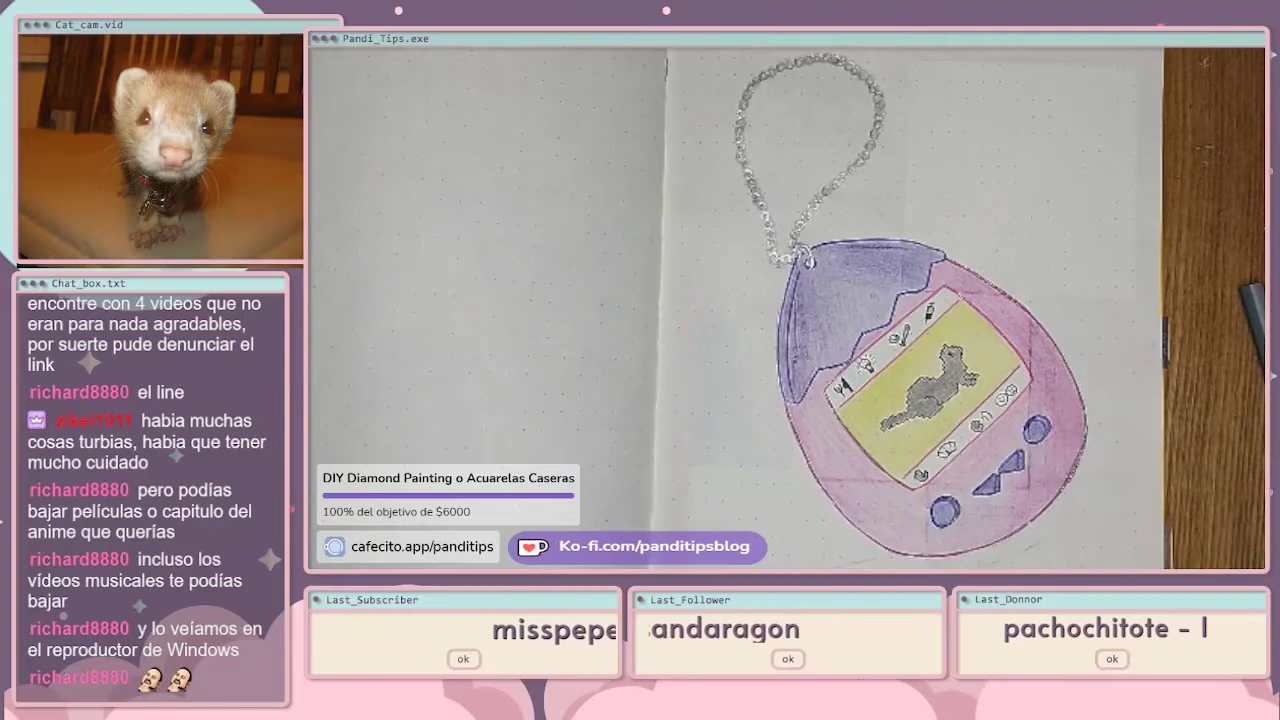 Cat_cam.vid
Pandi_Tips.exe
Chat_box.txt
encontre con 4 videos que no
eran para nada agradables,
por suerte pude denunciar el
link
richard8880 el line
zikel1011 habia muchas
cosas turbias, habia que tener
mucho cuidado
richard8880 pero podías
bajar películas o capitulo del
anime que querías
richard8880 incluso los
vídeos musicales te podías
bajar
richard8880 y lo veíamos en
el reproductor de Windows
richard8880
DIY Diamond Painting o Acuarelas Caseras
100% del objetivo de $6000
cafecito.app/panditips
Ko-fi.com/panditipsblog
Last_Subscriber
misspepe
ok
Last_Follower
andaragon
ok
Last_Donnor
pachochitote - 
ok